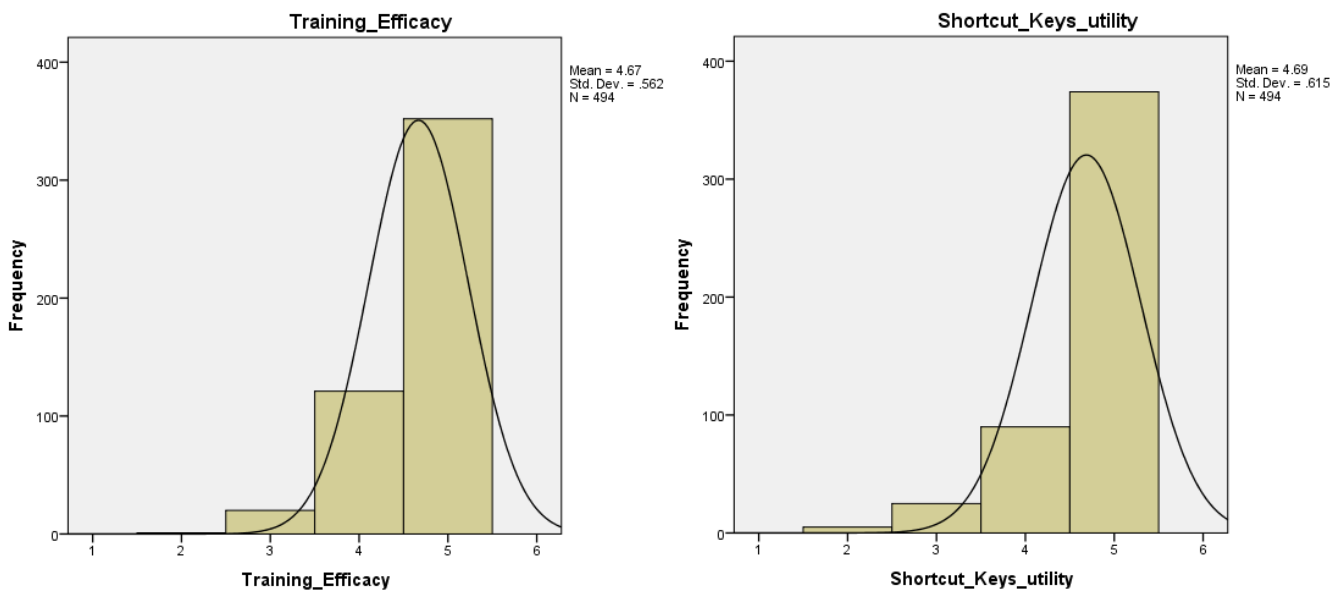 Training_Efficacy
Mean = 4.67
Std. Dev. = .562
N = 494
400
300
200
100
0
Frequency
1 2 3 4 5 6
Training_Efficacy
Shortcut_Keys_utility
Mean = 4.69
Std. Dev. = .615
N = 494
400
300
200
100
0
Frequency
1 2 3 4 5 6
Shortcut_Keys_utility